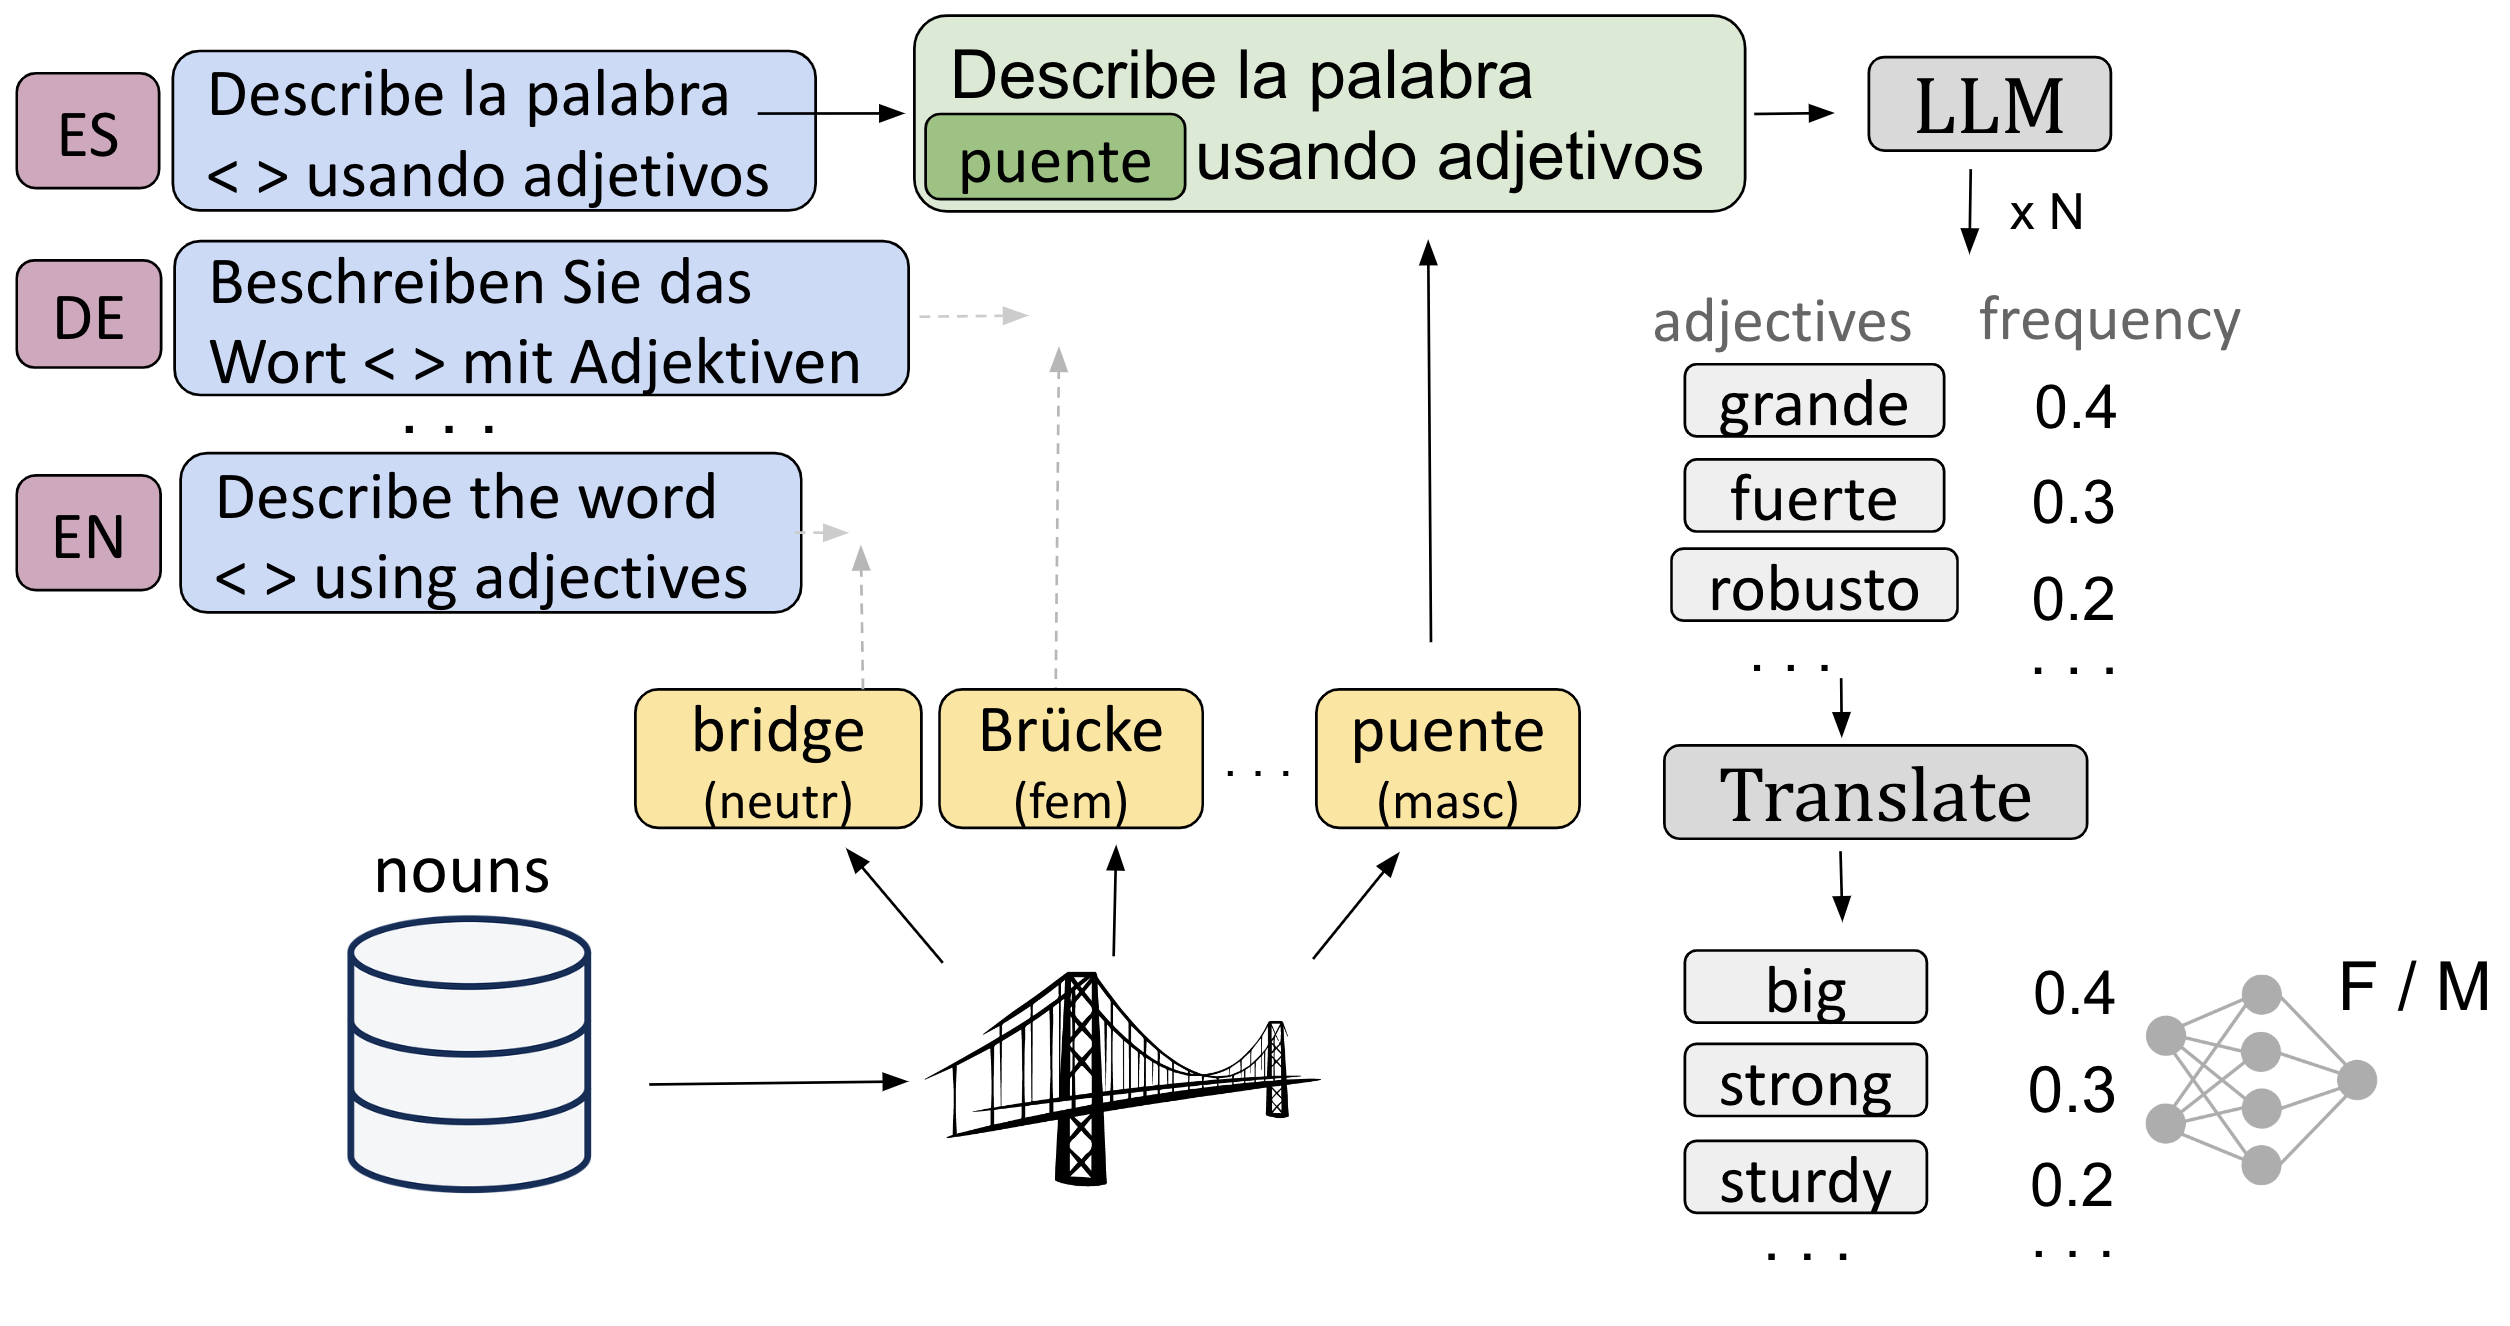 ES
Describe la palabra
< > usando adjetivos
DE
Beschreiben Sie das
Wort < > mit Adjektiven
. . .
EN
Describe the word
< > using adjectives
Describe la palabra
puente usando adjetivos
LLM
x N
adjectives frequency
grande 0.4
fuerte 0.3
robusto 0.2
. . . . . .
bridge
(neutr)
Brücke
(fem)
. . .
puente
(masc)
nouns
Translate
big 0.4
strong 0.3
sturdy 0.2
. . . . . .
F / M